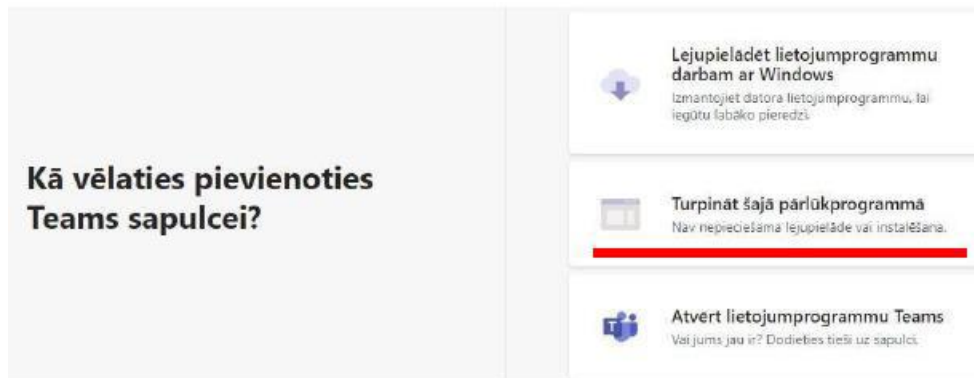 Lejupielādēt lietojumprogrammu
darbam ar Windows
Izmantojiet datora lietojumprogrammu, lai
iegūtu labāko pieredzi.
Kā vēlaties pievienoties
Teams sapulcei?
Turpināt šajā pārlūkprogrammā
Nav nepieciešama lejupielāde vai instalēšana.
Atvērt lietojumprogrammu Teams
Vai jums jau ir? Dodieties tieši uz sapulci.